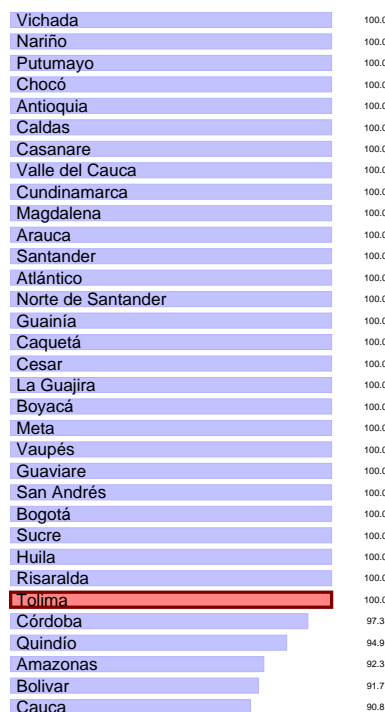 Vichada 100.0
Nariño 100.0
Putumayo 100.0
Chocó 100.0
Antioquia 100.0
Caldas 100.0
Casanare 100.0
Valle del Cauca 100.0
Cundinamarca 100.0
Magdalena 100.0
Arauca 100.0
Santander 100.0
Atlántico 100.0
Norte de Santander 100.0
Guainía 100.0
Caquetá 100.0
Cesar 100.0
La Guajira 100.0
Boyacá 100.0
Meta 100.0
Vaupés 100.0
Guaviare 100.0
San Andrés 100.0
Bogotá 100.0
Sucre 100.0
Huila 100.0
Risaralda 100.0
Tolima 100.0
Córdoba 97.3
Quindío 94.9
Amazonas 92.3
Bolivar 91.7
Cauca 90.8